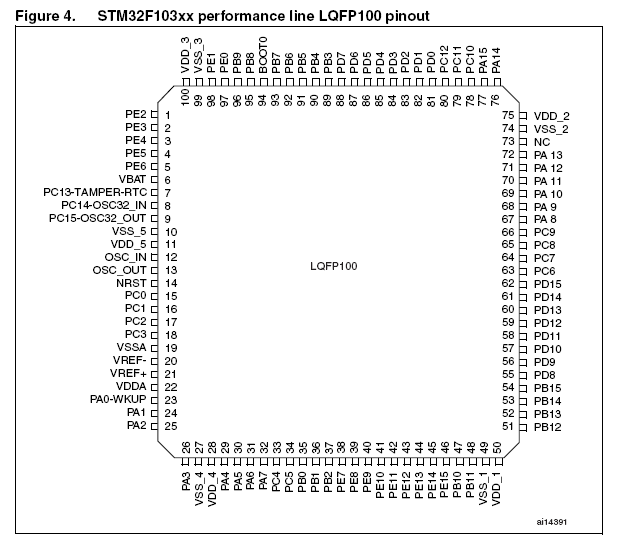 Figure 4. STM32F103xx performance line LQFP100 pinout
VDD_3 VSS_3 PE1 PE0 PB9 PB8 BOOT0 PB7 PB6 PB5 PB4 PB3 PD7 PD6 PD5 PD4 PD3 PD2 PD1 PD0 PC12 PC11 PC10 PA15 PA14
100 99 98 97 96 95 94 93 92 91 90 89 88 87 86 85 84 83 82 81 80 79 78 77 76
PE2 1 75 VDD_2
PE3 2 74 VSS_2
PE4 3 73 NC
PE5 4 72 PA 13
PE6 5 71 PA 12
VBAT 6 70 PA 11
PC13-TAMPER-RTC 7 69 PA 10
PC14-OSC32_IN 8 68 PA 9
PC15-OSC32_OUT 9 67 PA 8
VSS_5 10 66 PC9
VDD_5 11 65 PC8
OSC_IN 12 64 PC7
OSC_OUT 13 LQFP100 63 PC6
NRST 14 62 PD15
PC0 15 61 PD14
PC1 16 60 PD13
PC2 17 59 PD12
PC3 18 58 PD11
VSSA 19 57 PD10
VREF- 20 56 PD9
VREF+ 21 55 PD8
VDDA 22 54 PB15
PA0-WKUP 23 53 PB14
PA1 24 52 PB13
PA2 25 51 PB12
26 27 28 29 30 31 32 33 34 35 36 37 38 39 40 41 42 43 44 45 46 47 48 49 50
PA3 VSS_4 VDD_4 PA4 PA5 PA6 PA7 PC4 PC5 PB0 PB1 PB2 PE7 PE8 PE9 PE10 PE11 PE12 PE13 PE14 PE15 PB10 PB11 VSS_1 VDD_1
ai14391